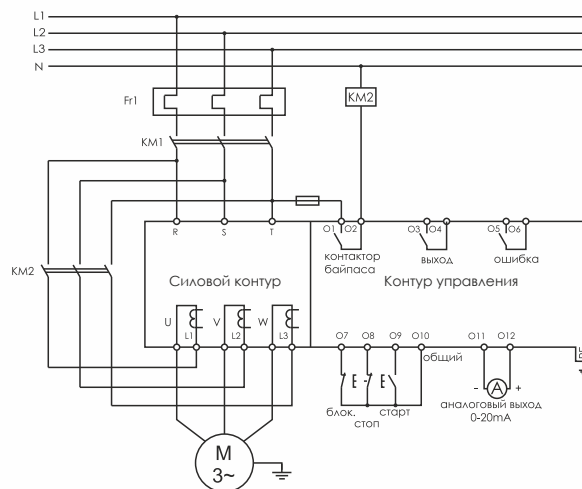 L1
L2
L3
N
KM2
Fr1
KM1
R S T
O1 O2 O3 O4 O5 O6
контактор
байпаса
выход
ошибка
KM2
Силовой контур
Контур управления
U L1 V L2 W L3
O7 O8 O9 O10 O11 O12
общий
PE
E E
- A +
блок.
старт
стоп
аналоговый выход
0-20mA
M
3~